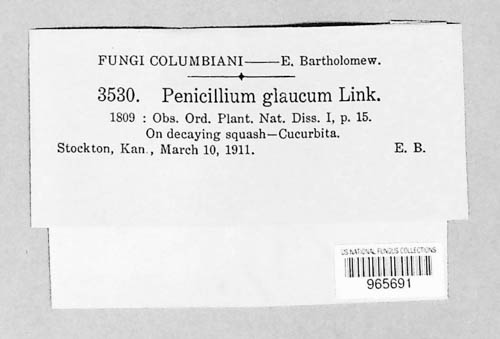 FUNGI COLUMBIANI——E. Bartholomew.
3530. Penicillium glaucum Link.
1809 : Obs. Ord. Plant. Nat. Diss. I, p. 15.
On decaying squash—Cucurbita.
Stockton, Kan., March 10, 1911. E. B.
US NATIONAL FUNGUS COLLECTIONS
965691